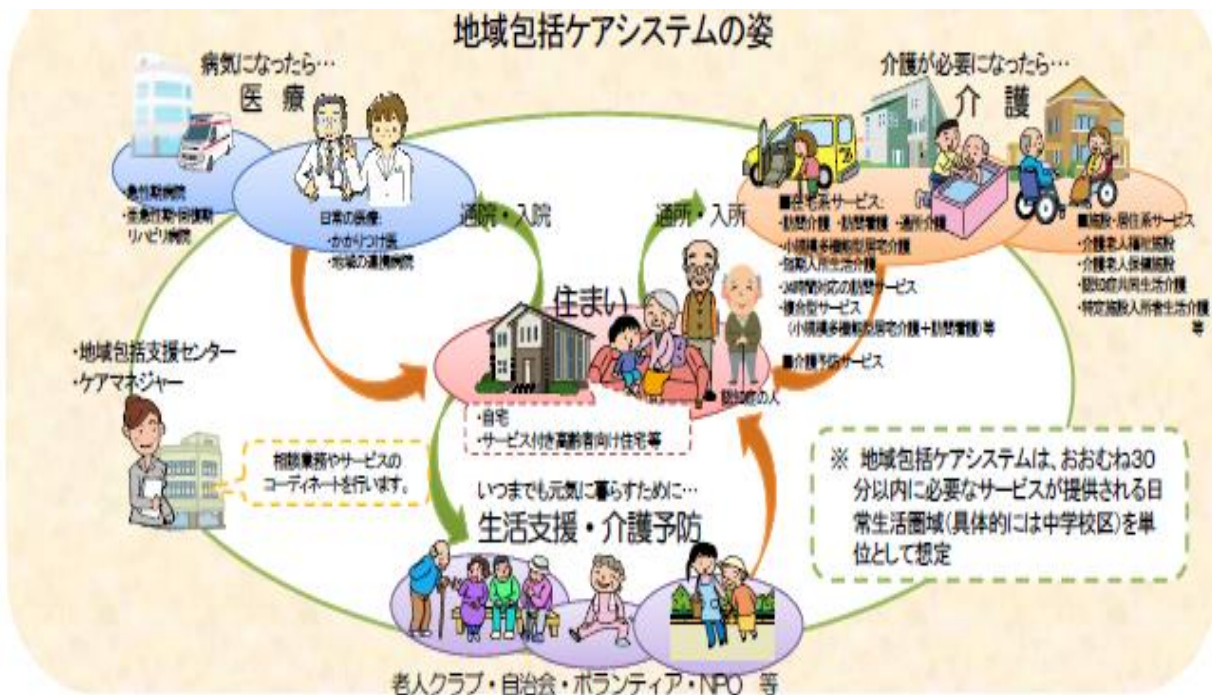 地域包括ケアシステムの姿
病気になったら…
医 療
介護が必要になったら…
介 護
・急性期病院
・亜急性期・回復期
リハビリ病院
日常の医療:
・かかりつけ医
・地域の連携病院
通院・入院
通所・入所
■在宅系サービス:
・訪問介護 ・訪問看護 ・通所介護
・小規模多機能型居宅介護
・短期入所生活介護
・24時間対応の訪問サービス
・複合型サービス
(小規模多機能型居宅介護+訪問看護)等
■介護予防サービス
■施設・居住系サービス
・介護老人福祉施設
・介護老人保健施設
・認知症共同生活介護
・特定施設入所者生活介護
等
住まい
認知症の人
・自宅
・サービス付き高齢者向け住宅等
・地域包括支援センター
・ケアマネジャー
相談業務やサービスの
コーディネートを行います。
いつまでも元気に暮らすために…
生活支援・介護予防
※ 地域包括ケアシステムは、おおむね30
分以内に必要なサービスが提供される日
常生活圏域(具体的には中学校区)を単
位として想定
老人クラブ・自治会・ボランティア・NPO 等